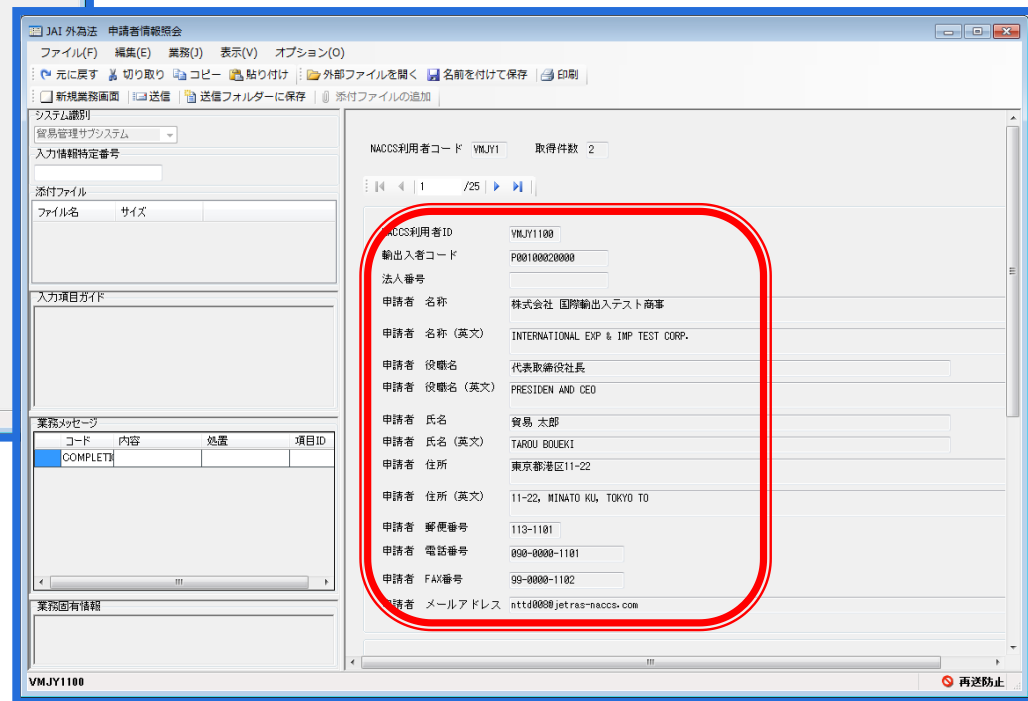 JAI 外為法 申請者情報照会
ファイル(F) 編集(E) 業務(J) 表示(V) オプション(O)
元に戻す 切り取り コピー 貼り付け 外部ファイルを開く 名前を付けて保存 印刷
新規業務画面 送信 送信フォルダーに保存 添付ファイルの追加
システム識別
貿易管理サブシステム
入力情報特定番号
添付ファイル
ファイル名 サイズ
入力項目ガイド
業務メッセージ
コード 内容 処置 項目ID
COMPLETI
業務固有情報
NACCS利用者コード VMJY1 取得件数 2
1 /25
NACCS利用者ID VMJY1100
輸出入者コード P00100020000
法人番号
申請者 名称 株式会社 国際輸出入テスト商事
申請者 名称 (英文) INTERNATIONAL EXP & IMP TEST CORP.
申請者 役職名 代表取締役社長
申請者 役職名 (英文) PRESIDEN AND CEO
申請者 氏名 貿易 太郎
申請者 氏名 (英文) TAROU BOUEKI
申請者 住所 東京都港区11-22
申請者 住所 (英文) 11-22, MINATO KU, TOKYO TO
申請者 郵便番号 113-1101
申請者 電話番号 090-0000-1101
申請者 FAX番号 99-0000-1102
申請者 メールアドレス nttd008@jetras-naccs.com
VMJY1100 再送防止